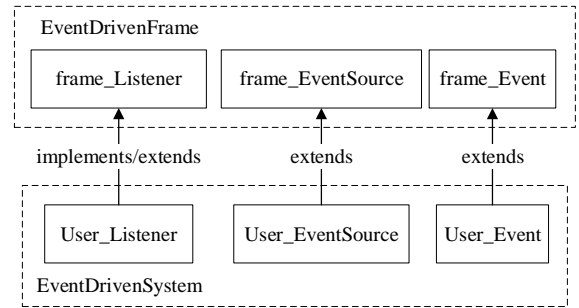 EventDrivenFrame
frame_Listener frame_EventSource frame_Event
implements/extends extends extends
User_Listener User_EventSource User_Event
EventDrivenSystem